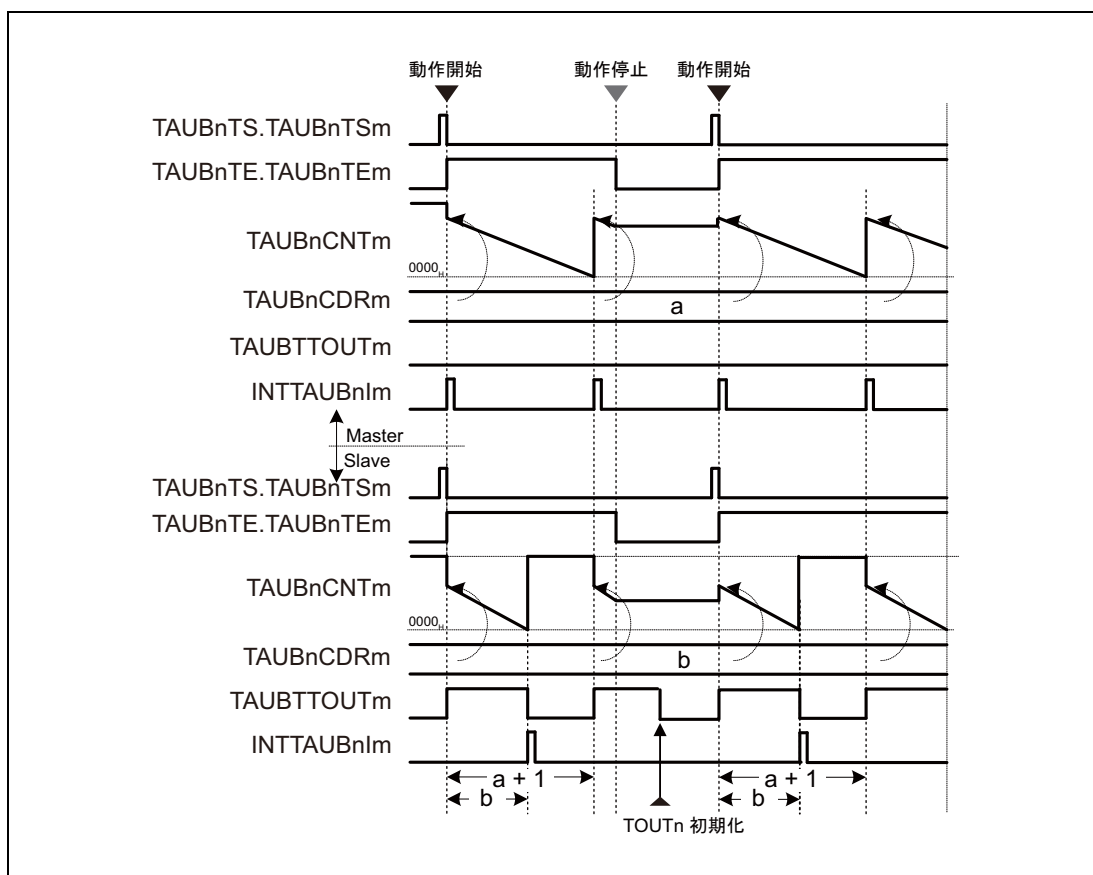 動作開始 動作停止 動作開始
TAUBnTS.TAUBnTSm
TAUBnTE.TAUBnTEm
TAUBnCNTm
0000H
TAUBnCDRm
a
TAUBTTOUTm
INTTAUBnIm
Master
Slave
TAUBnTS.TAUBnTSm
TAUBnTE.TAUBnTEm
TAUBnCNTm
0000H
TAUBnCDRm
b
TAUBTTOUTm
INTTAUBnIm
a + 1 a + 1
b b
TOUTn 初期化